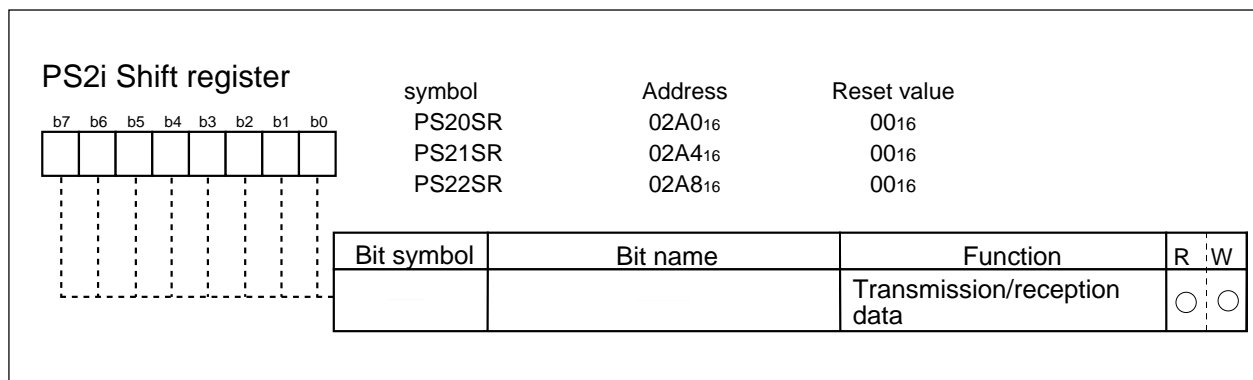 PS2i Shift register
symbol Address Reset value
b7 b6 b5 b4 b3 b2 b1 b0
PS20SR 02A016 0016
PS21SR 02A416 0016
PS22SR 02A816 0016
Bit symbol Bit name Function R W
Transmission/reception
data